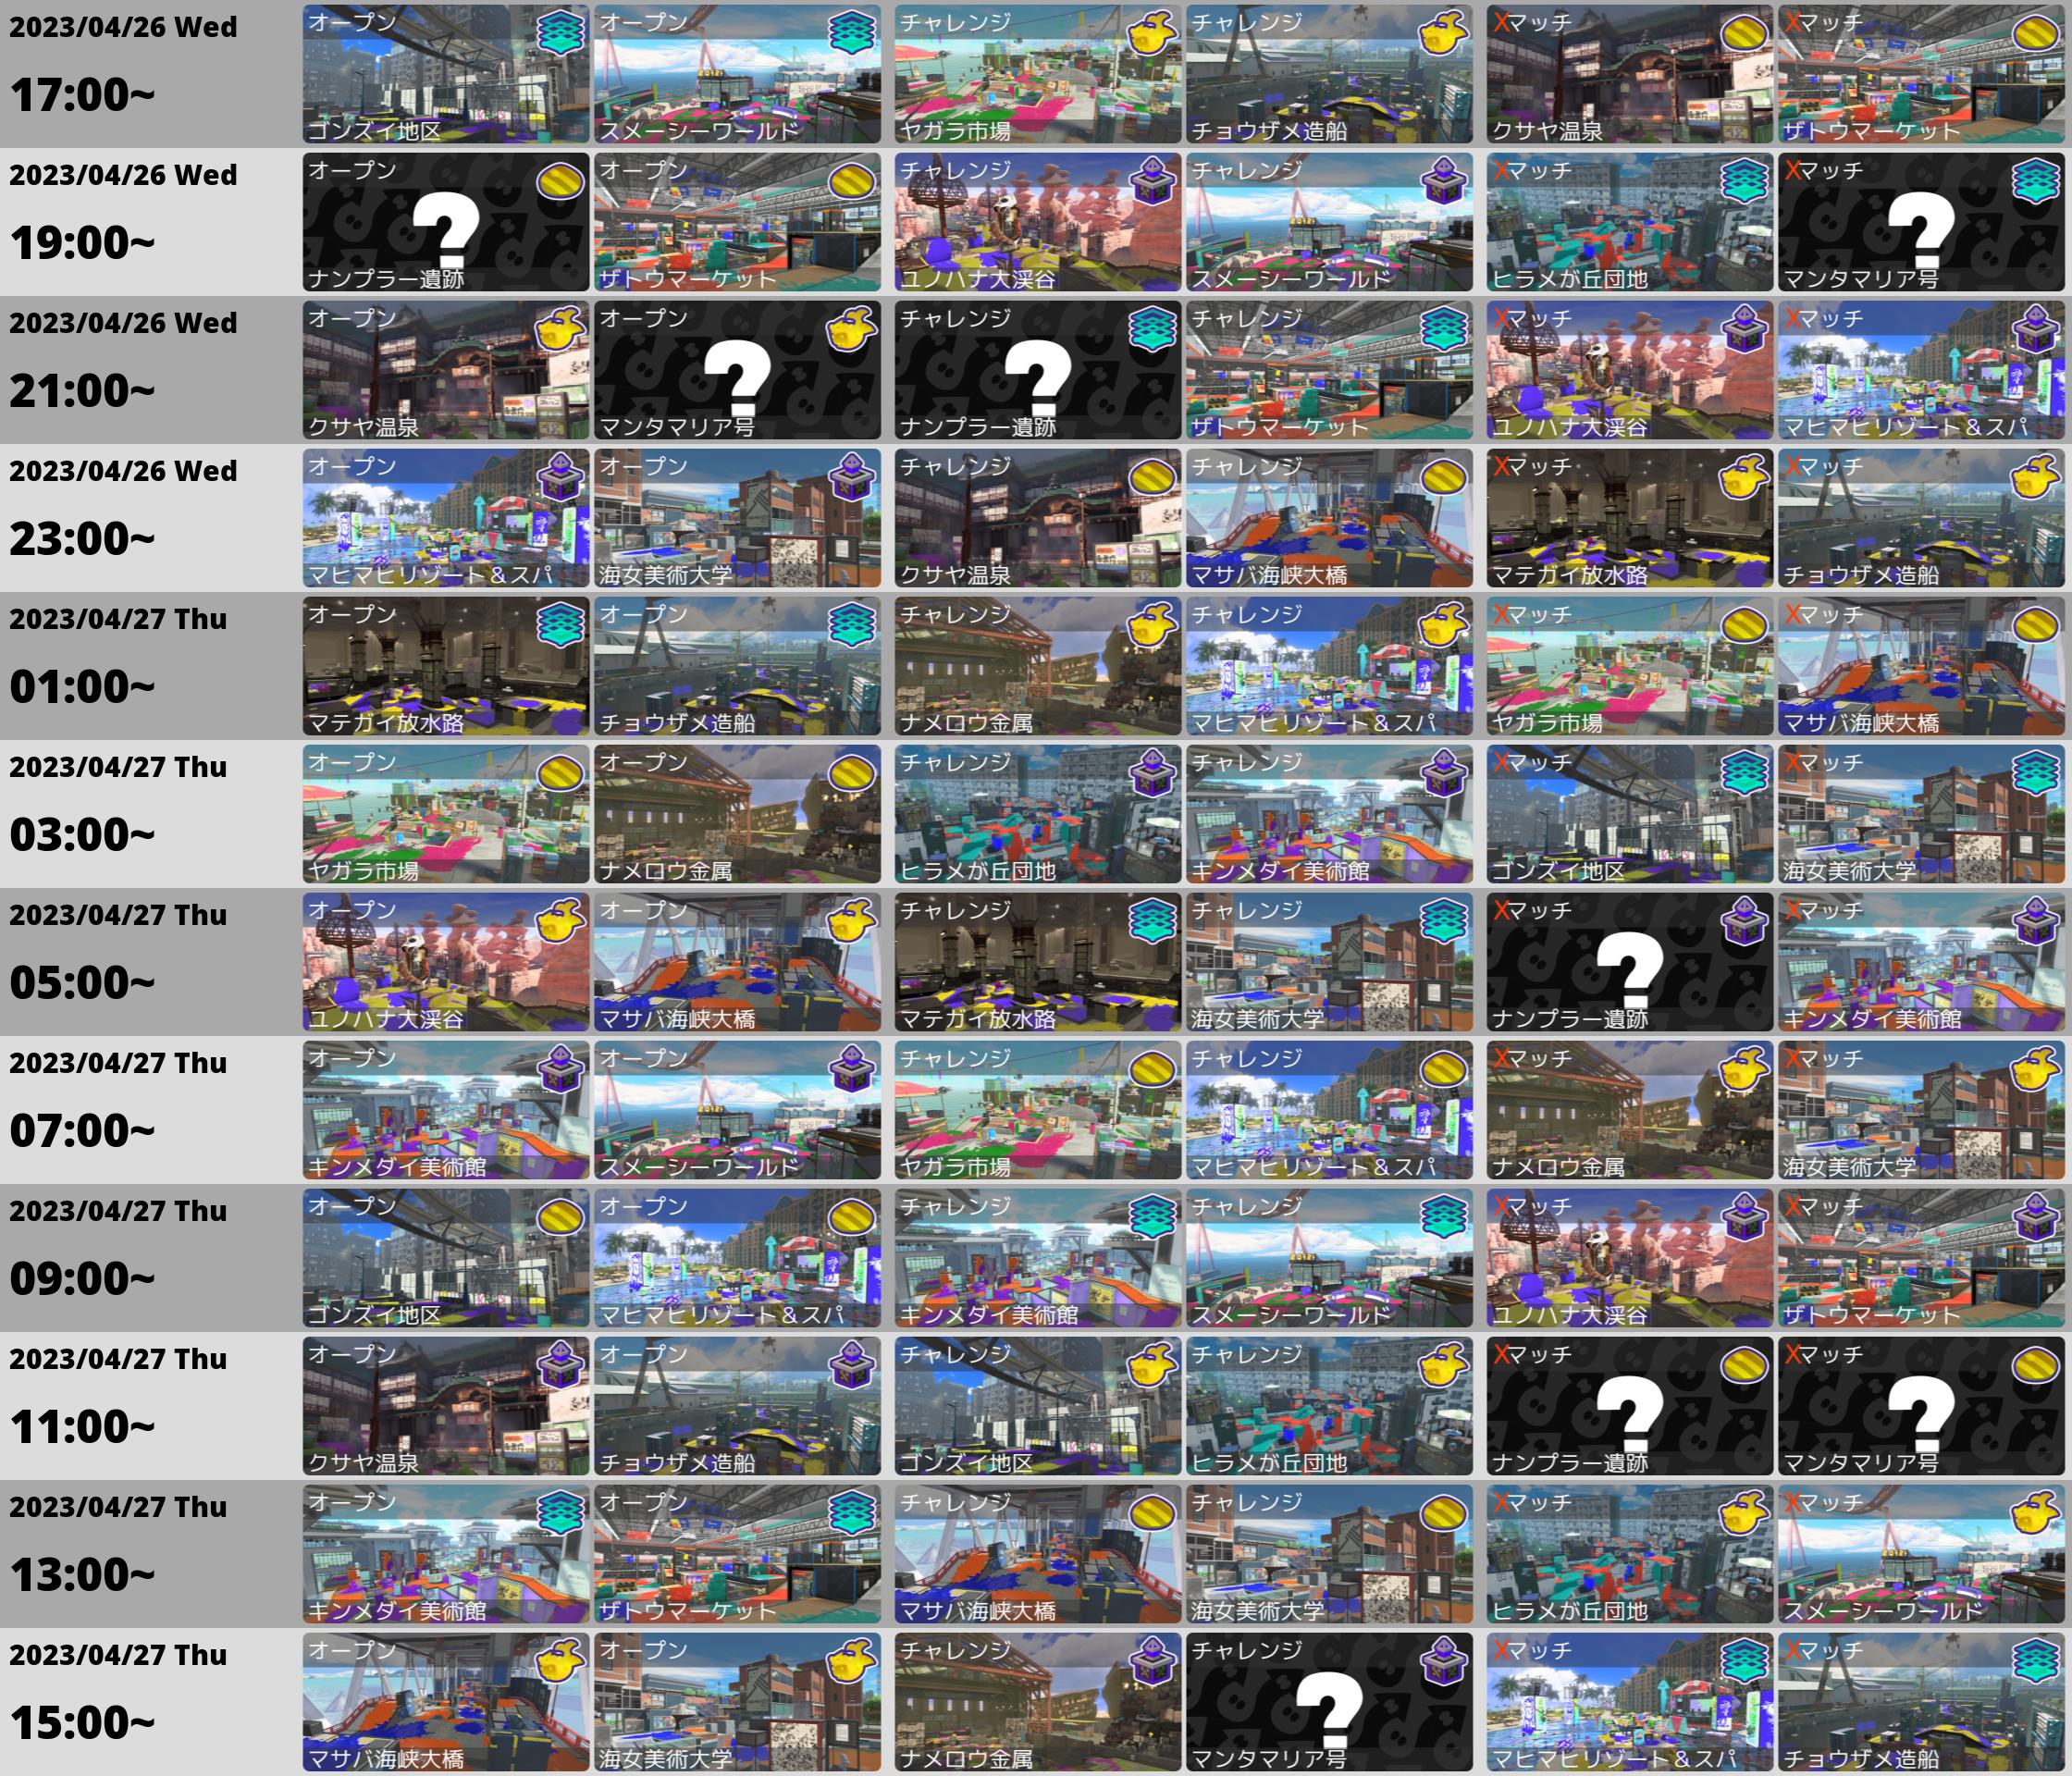 2023/04/26 Wed
17:00~
オープン
ゴンズイ地区
オープン
スメーシーワールド
チャレンジ
ヤガラ市場
チャレンジ
チョウザメ造船
Xマッチ
クサヤ温泉
Xマッチ
ザトウマーケット
2023/04/26 Wed
19:00~
オープン
ナンプラー遺跡
オープン
ザトウマーケット
チャレンジ
ユノハナ大渓谷
チャレンジ
スメーシーワールド
Xマッチ
ヒラメが丘団地
Xマッチ
マンタマリア号
2023/04/26 Wed
21:00~
オープン
クサヤ温泉
オープン
マンタマリア号
チャレンジ
ナンプラー遺跡
チャレンジ
ザトウマーケット
Xマッチ
ユノハナ大渓谷
Xマッチ
マヒマヒリゾート＆スパ
2023/04/26 Wed
23:00~
オープン
マヒマヒリゾート＆スパ
オープン
海女美術大学
チャレンジ
クサヤ温泉
チャレンジ
マサバ海峡大橋
Xマッチ
マテガイ放水路
Xマッチ
チョウザメ造船
2023/04/27 Thu
01:00~
オープン
マテガイ放水路
オープン
チョウザメ造船
チャレンジ
ナメロウ金属
チャレンジ
マヒマヒリゾート＆スパ
Xマッチ
ヤガラ市場
Xマッチ
マサバ海峡大橋
2023/04/27 Thu
03:00~
オープン
ヤガラ市場
オープン
ナメロウ金属
チャレンジ
ヒラメが丘団地
チャレンジ
キンメダイ美術館
Xマッチ
ゴンズイ地区
Xマッチ
海女美術大学
2023/04/27 Thu
05:00~
オープン
ユノハナ大渓谷
オープン
マサバ海峡大橋
チャレンジ
マテガイ放水路
チャレンジ
海女美術大学
Xマッチ
ナンプラー遺跡
Xマッチ
キンメダイ美術館
2023/04/27 Thu
07:00~
オープン
キンメダイ美術館
オープン
スメーシーワールド
チャレンジ
ヤガラ市場
チャレンジ
マヒマヒリゾート＆スパ
Xマッチ
ナメロウ金属
Xマッチ
海女美術大学
2023/04/27 Thu
09:00~
オープン
ゴンズイ地区
オープン
マヒマヒリゾート＆スパ
チャレンジ
キンメダイ美術館
チャレンジ
スメーシーワールド
Xマッチ
ユノハナ大渓谷
Xマッチ
ザトウマーケット
2023/04/27 Thu
11:00~
オープン
クサヤ温泉
オープン
チョウザメ造船
チャレンジ
ゴンズイ地区
チャレンジ
ヒラメが丘団地
Xマッチ
ナンプラー遺跡
Xマッチ
マンタマリア号
2023/04/27 Thu
13:00~
オープン
キンメダイ美術館
オープン
ザトウマーケット
チャレンジ
マサバ海峡大橋
チャレンジ
海女美術大学
Xマッチ
ヒラメが丘団地
Xマッチ
スメーシーワールド
2023/04/27 Thu
15:00~
オープン
マサバ海峡大橋
オープン
海女美術大学
チャレンジ
ナメロウ金属
チャレンジ
マンタマリア号
Xマッチ
マヒマヒリゾート＆スパ
Xマッチ
チョウザメ造船